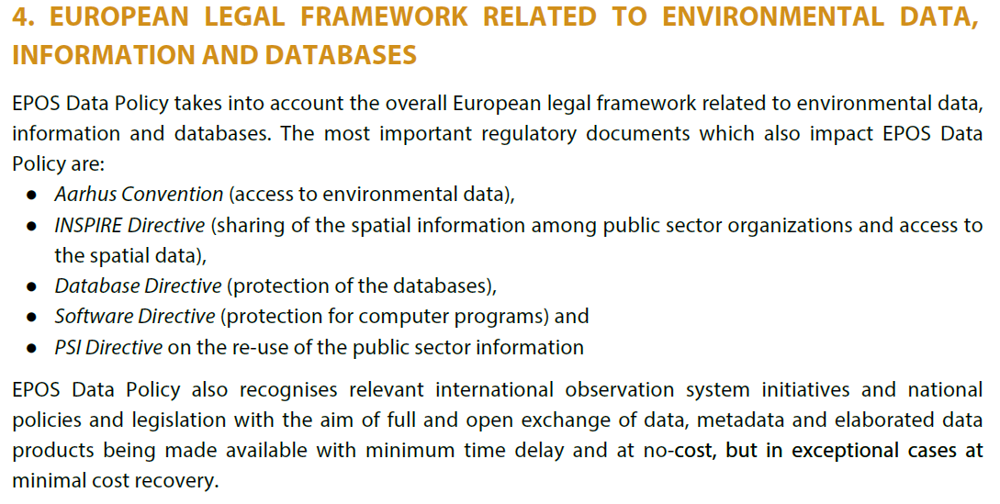 4. EUROPEAN LEGAL FRAMEWORK RELATED TO ENVIRONMENTAL DATA,
INFORMATION AND DATABASES
EPOS Data Policy takes into account the overall European legal framework related to environmental data,
information and databases. The most important regulatory documents which also impact EPOS Data
Policy are:
● Aarhus Convention (access to environmental data),
● INSPIRE Directive (sharing of the spatial information among public sector organizations and access to
the spatial data),
● Database Directive (protection of the databases),
● Software Directive (protection for computer programs) and
● PSI Directive on the re-use of the public sector information
EPOS Data Policy also recognises relevant international observation system initiatives and national
policies and legislation with the aim of full and open exchange of data, metadata and elaborated data
products being made available with minimum time delay and at no-cost, but in exceptional cases at
minimal cost recovery.